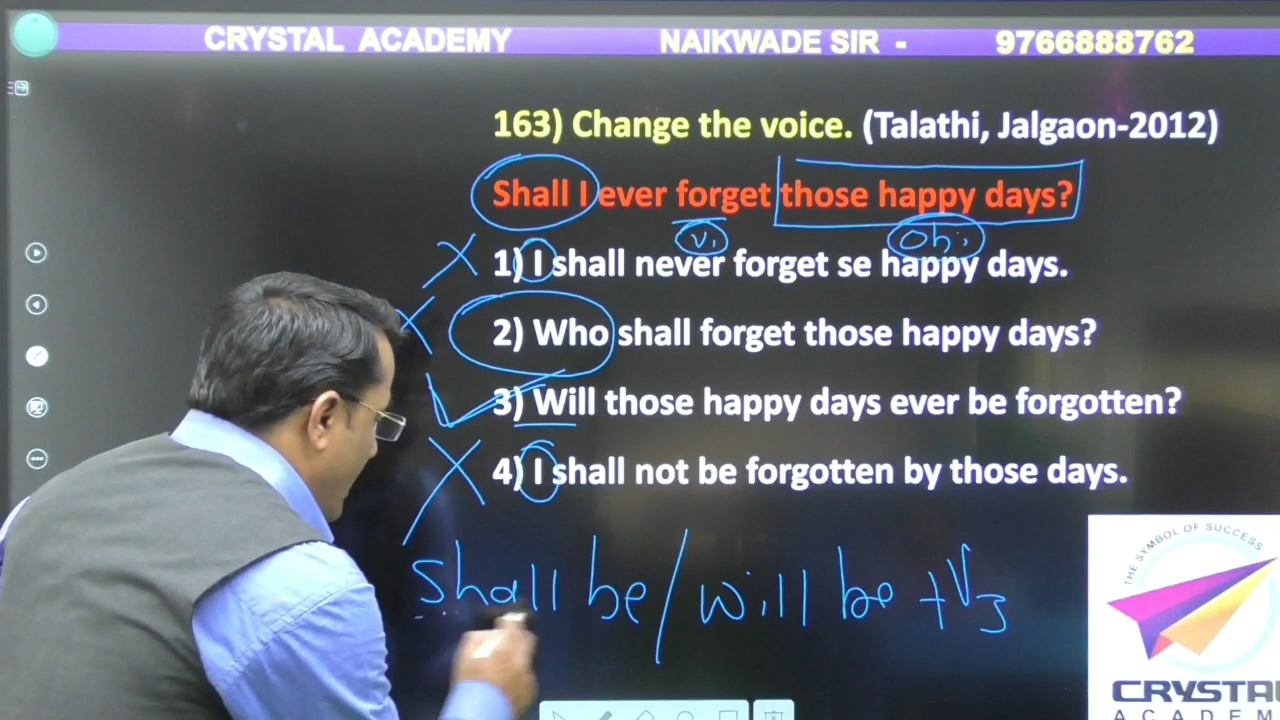 CRYSTAL ACADEMY NAIKWADE SIR - 9766888762
163) Change the voice. (Talathi, Jalgaon-2012)
Shall I ever forget those happy days?
V1 Obj.
1) I shall never forget se happy days.
2) Who shall forget those happy days?
3) Will those happy days ever be forgotten?
4) I shall not be forgotten by those days.
shall be/will be +V3
THE SYMBOL OF SUCCESS
CRYSTAL
ACADEM